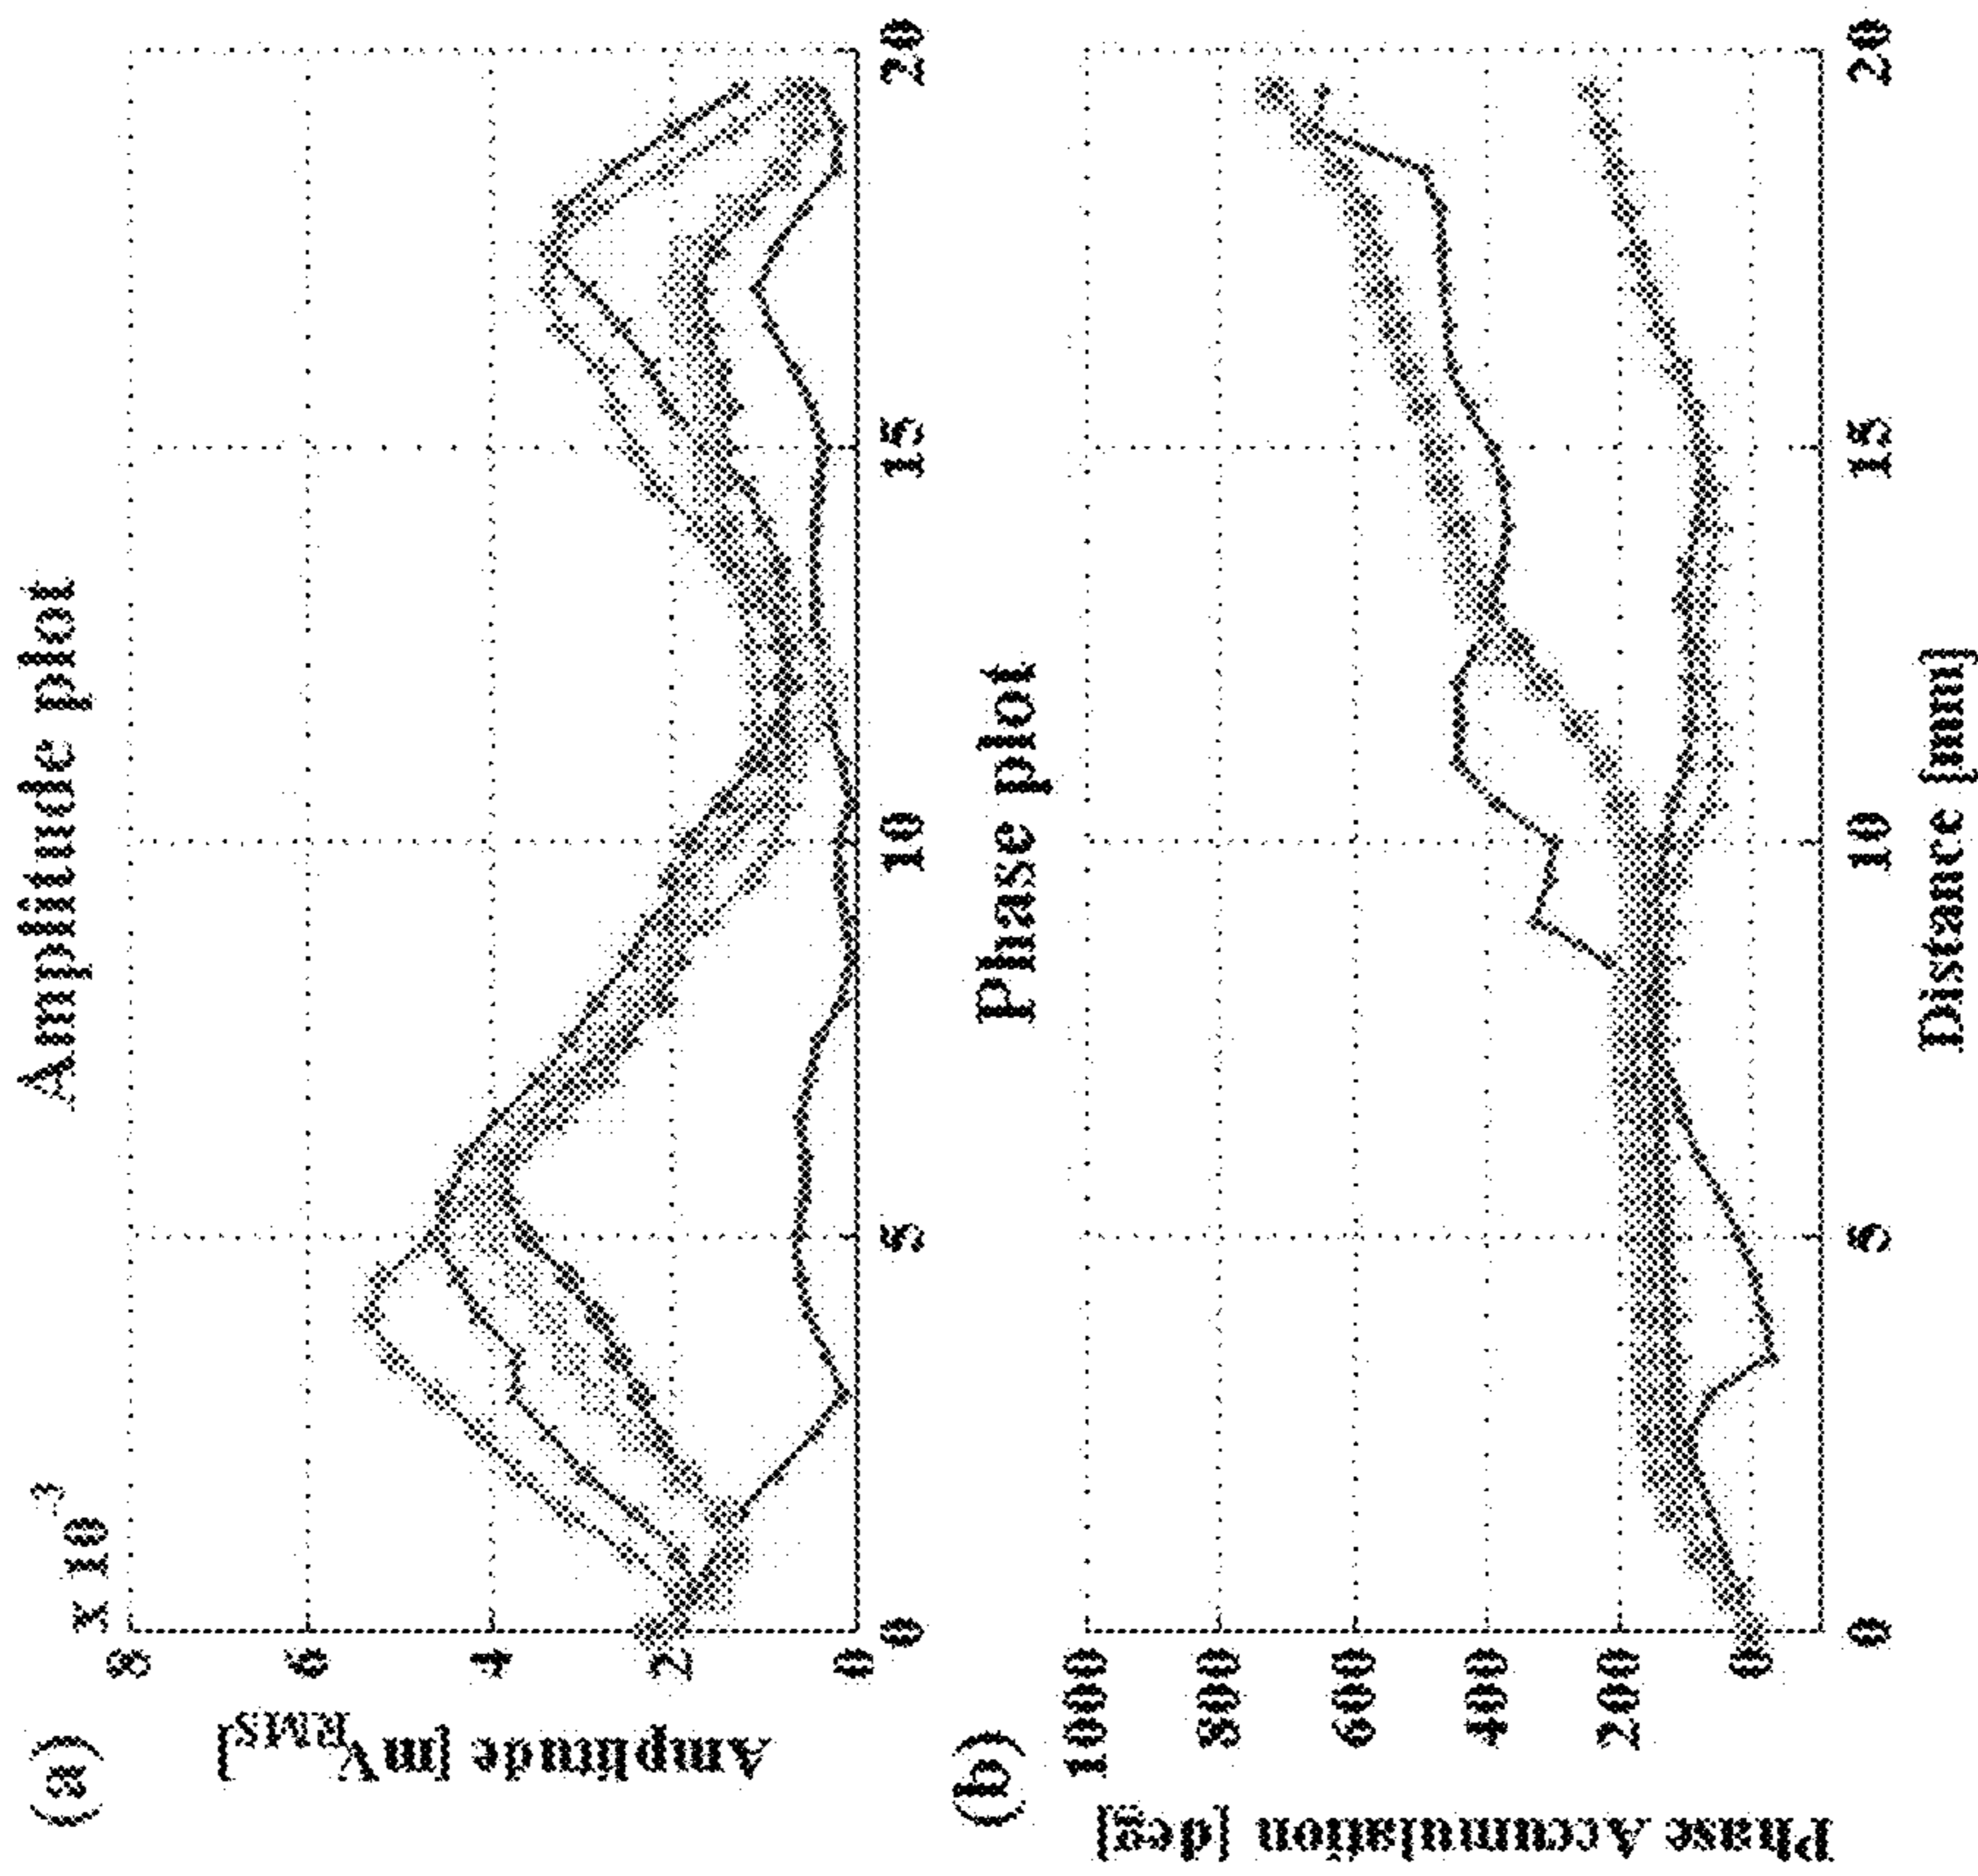 (a)
Amplitude plot
x 10-3
8
6
4
2
0
Amplitude [mVRMS]
0
5
10
15
20
(b)
Phase plot
1000
800
600
400
200
0
Phase Accumulation [deg]
0
5
10
15
20
Distance [mm]